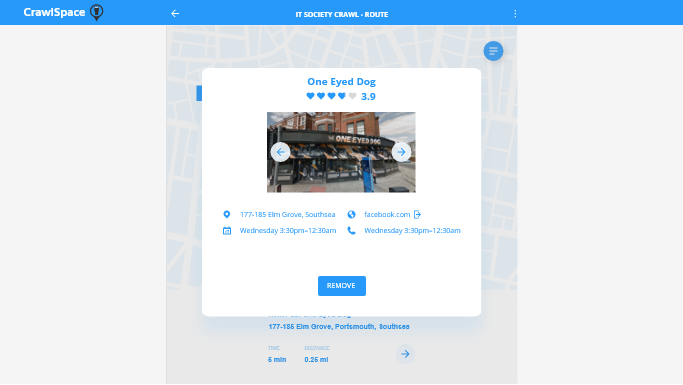 CrawlSpace
IT SOCIETY CRAWL - ROUTE
One Eyed Dog
3.9
THE ONE EYED DOG
177-185 Elm Grove, Southsea
facebook.com
Wednesday 3:30pm–12:30am
Wednesday 3:30pm–12:30am
REMOVE
177-185 Elm Grove, Portsmouth, Southsea
TIME
DISTANCE
5 min
0.25 mi